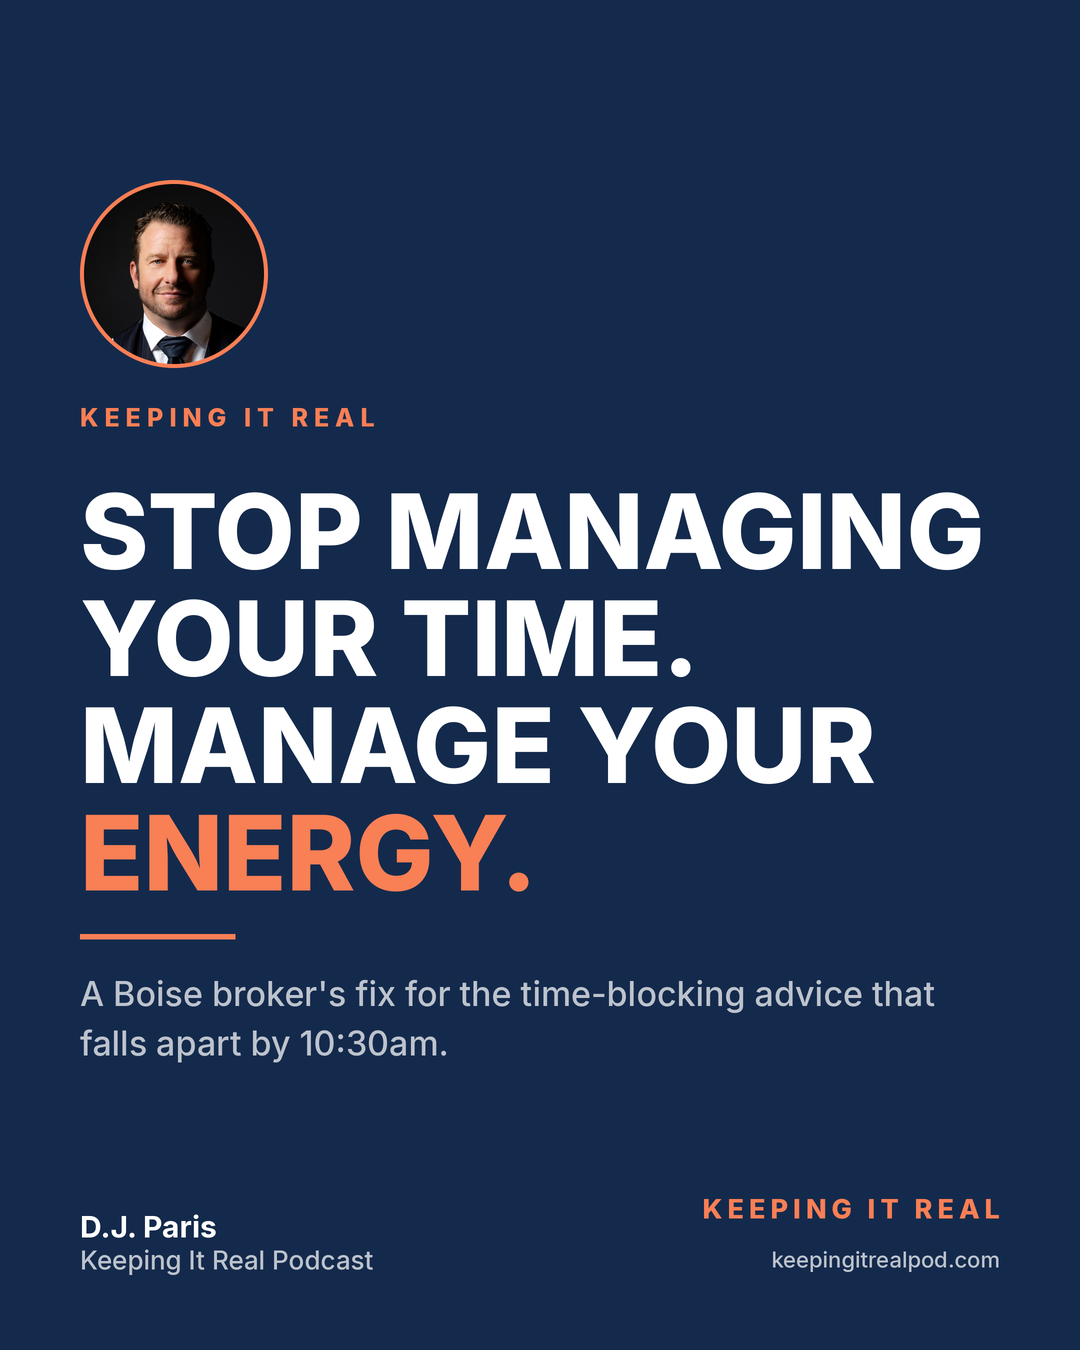 KEEPING IT REAL
STOP MANAGING
YOUR TIME.
MANAGE YOUR
ENERGY.
A Boise broker's fix for the time-blocking advice that
falls apart by 10:30am.
D.J. Paris
Keeping It Real Podcast
KEEPING IT REAL
keepingitrealpod.com